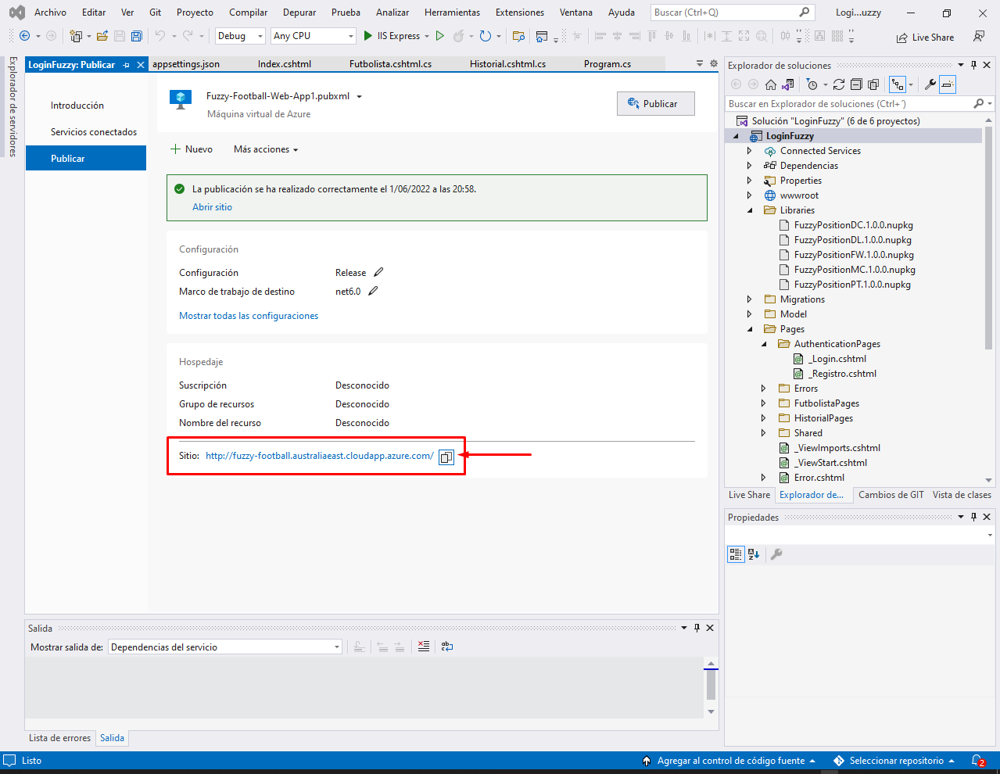 Archivo Editar Ver Git Proyecto Compilar Depurar Prueba Analizar Herramientas Extensiones Ventana Ayuda Buscar (Ctrl+Q) Logi...uzzy
Debug Any CPU IIS Express Live Share
Explorador de servidores
LoginFuzzy: Publicar appsettings.json Index.cshtml Futbolista.cshtml.cs Historial.cshtml.cs Program.cs
Introducción
Servicios conectados
Publicar
Fuzzy-Football-Web-App1.pubxml
Máquina virtual de Azure
Publicar
Nuevo Más acciones
La publicación se ha realizado correctamente el 1/06/2022 a las 20:58.
Abrir sitio
Configuración
Configuración Release
Marco de trabajo de destino net6.0
Mostrar todas las configuraciones
Hospedaje
Suscripción Desconocido
Grupo de recursos Desconocido
Nombre del recurso Desconocido
Sitio: http://fuzzy-football.australiaeast.cloudapp.azure.com/
Salida
Mostrar salida de: Dependencias del servicio
Lista de errores Salida
Explorador de soluciones
Buscar en Explorador de soluciones (Ctrl+´)
Solución "LoginFuzzy" (6 de 6 proyectos)
LoginFuzzy
Connected Services
Dependencias
Properties
wwwroot
Libraries
FuzzyPositionDC.1.0.0.nupkg
FuzzyPositionDL.1.0.0.nupkg
FuzzyPositionFW.1.0.0.nupkg
FuzzyPositionMC.1.0.0.nupkg
FuzzyPositionPT.1.0.0.nupkg
Migrations
Model
Pages
AuthenticationPages
_Login.cshtml
_Registro.cshtml
Errors
FutbolistaPages
HistorialPages
Shared
_ViewImports.cshtml
_ViewStart.cshtml
Error.cshtml
Live Share Explorador de... Cambios de GIT Vista de clases
Propiedades
Listo Agregar al control de código fuente Seleccionar repositorio 2